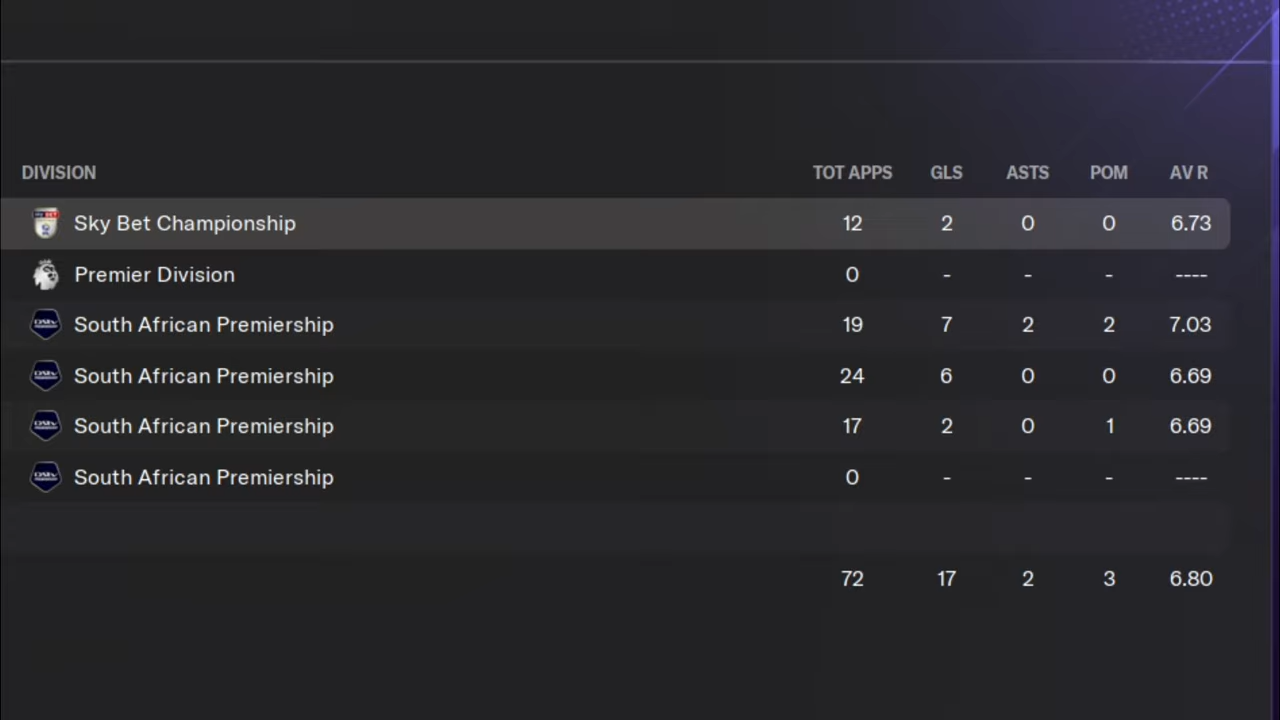 DIVISION TOT APPS GLS ASTS POM AV R
Sky Bet Championship 12 2 0 0 6.73
Premier Division 0 - - - ----
South African Premiership 19 7 2 2 7.03
South African Premiership 24 6 0 0 6.69
South African Premiership 17 2 0 1 6.69
South African Premiership 0 - - - ----
72 17 2 3 6.80